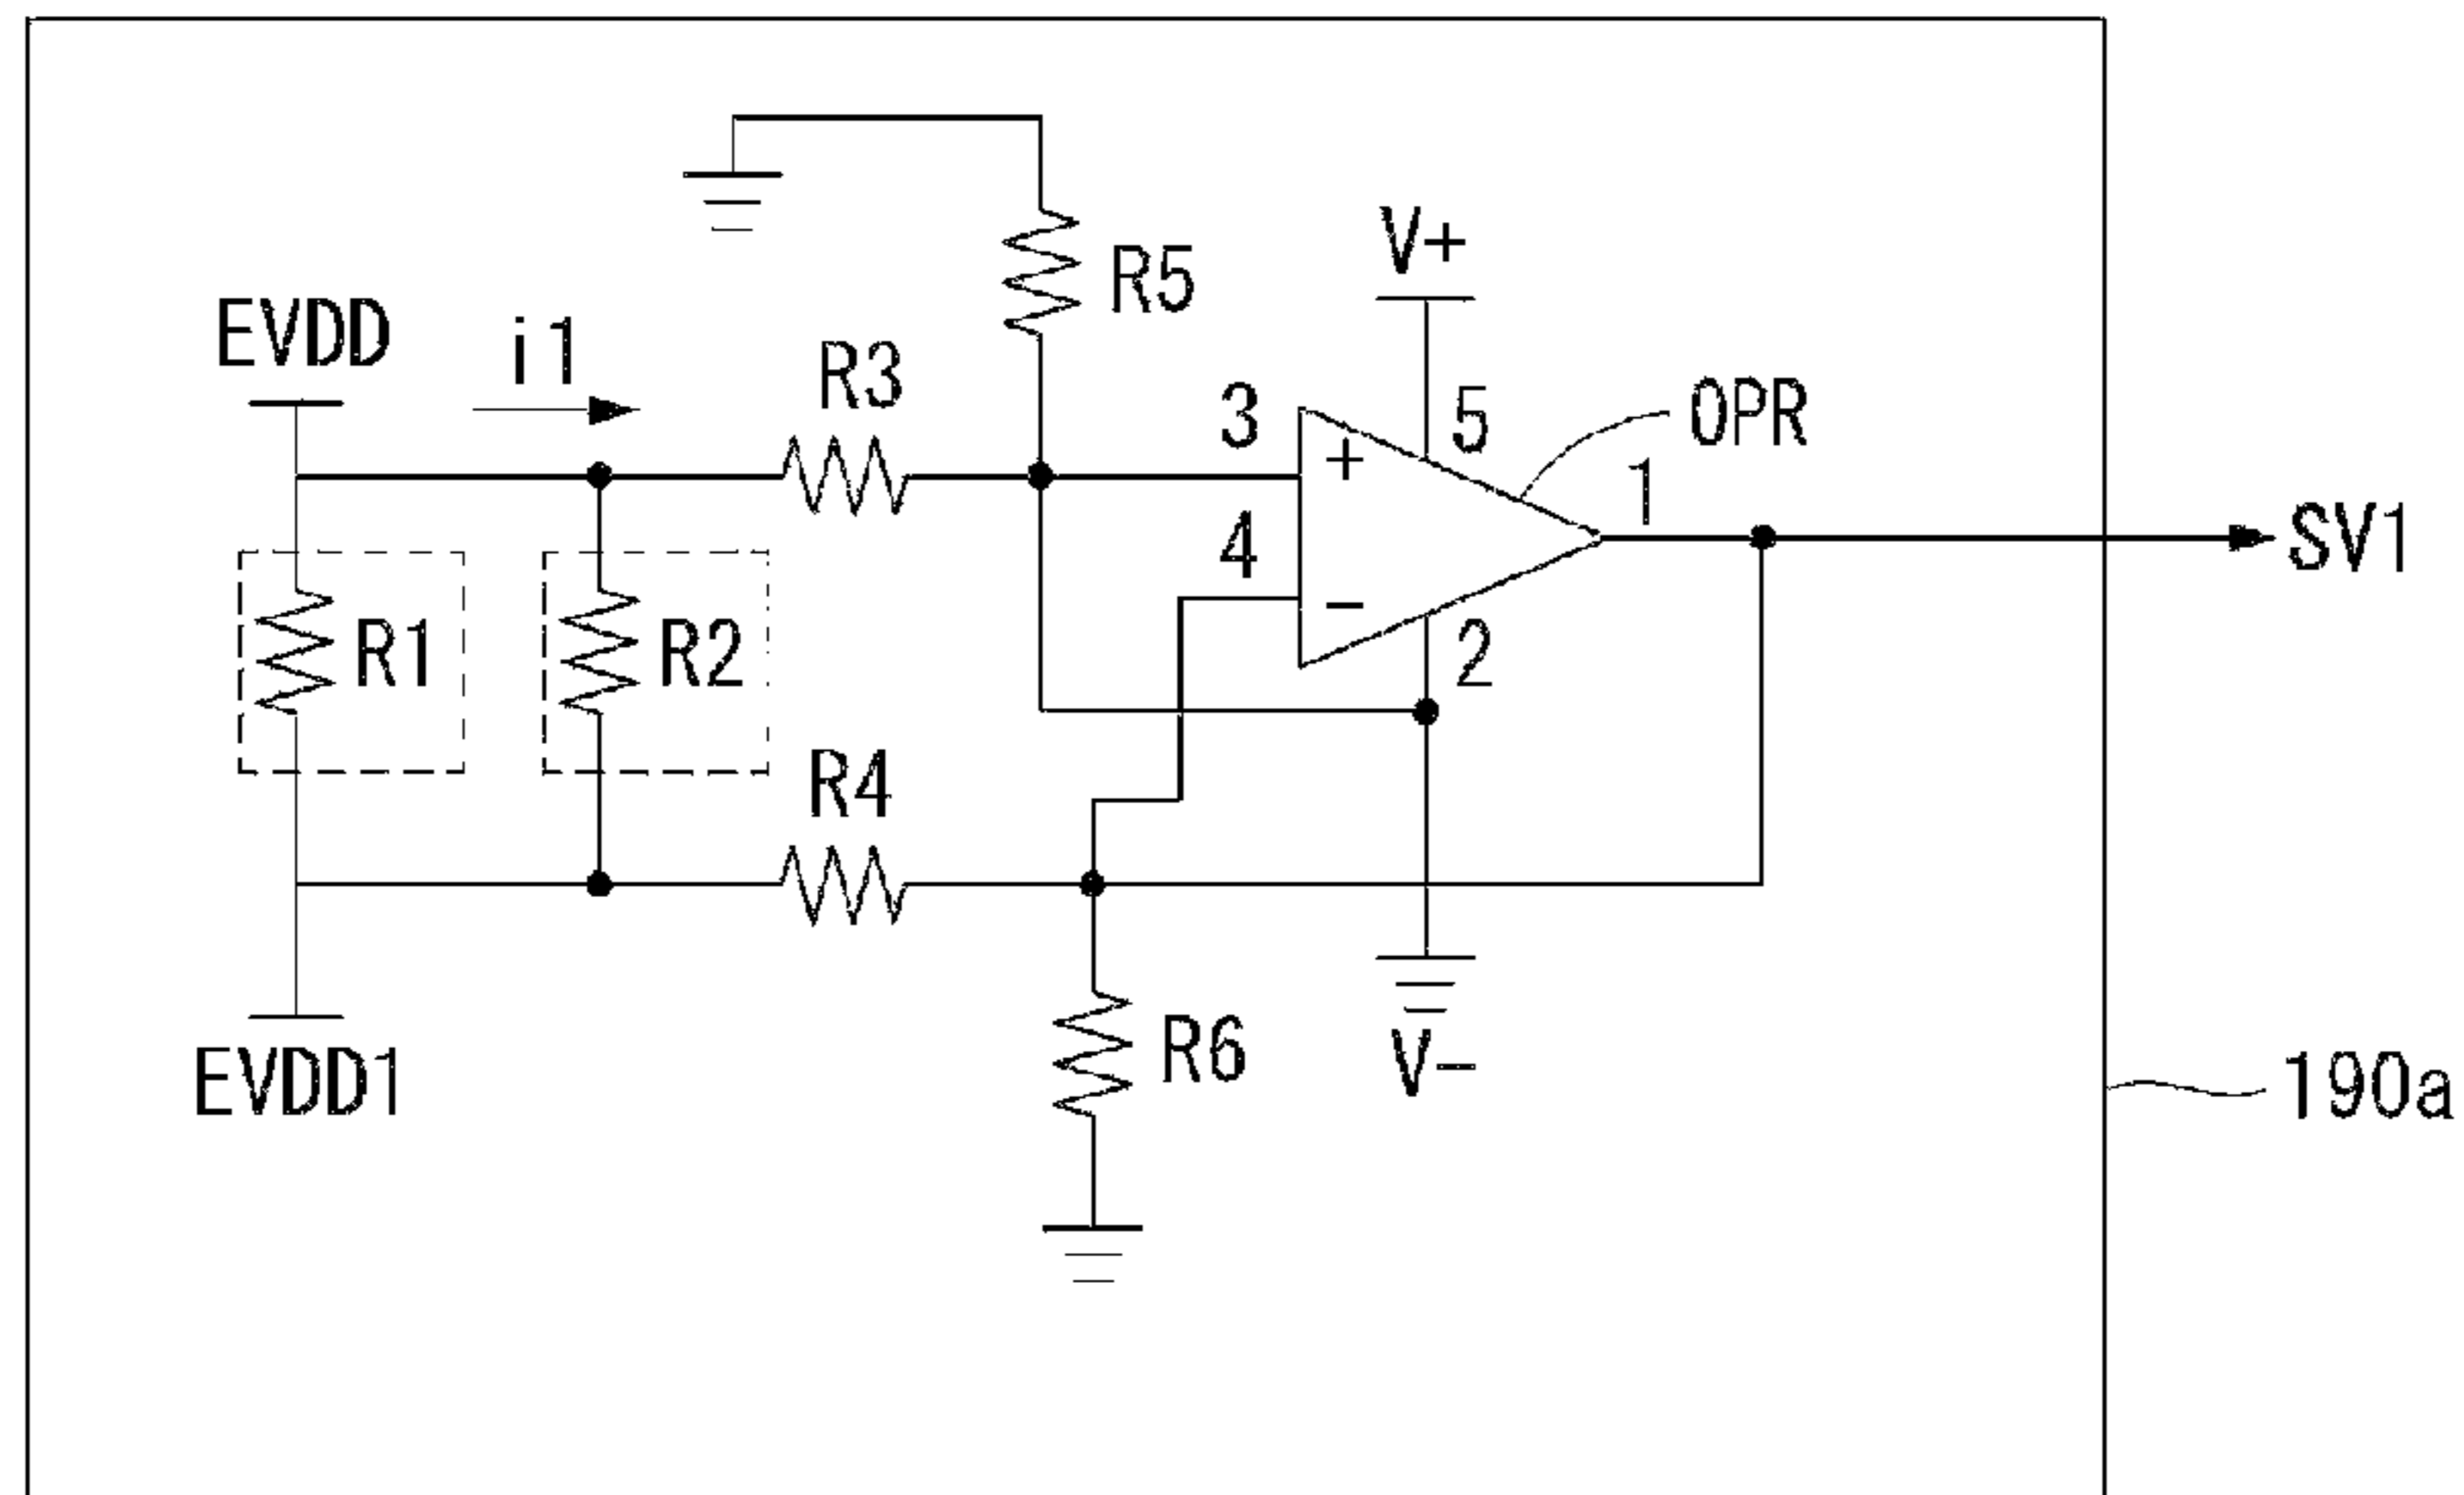 R5
V+
EVDD
i1
R3
3
+
5
OPR
4
-
1
SV1
R1
R2
2
R4
EVDD1
R6
V-
190a